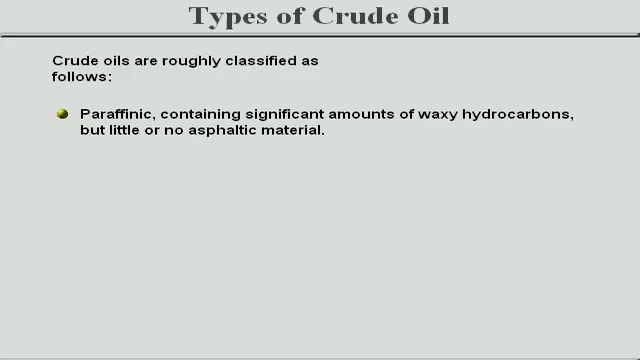 Types of Crude Oil
Crude oils are roughly classified as
follows:
Paraffinic, containing significant amounts of waxy hydrocarbons,
but little or no asphaltic material.